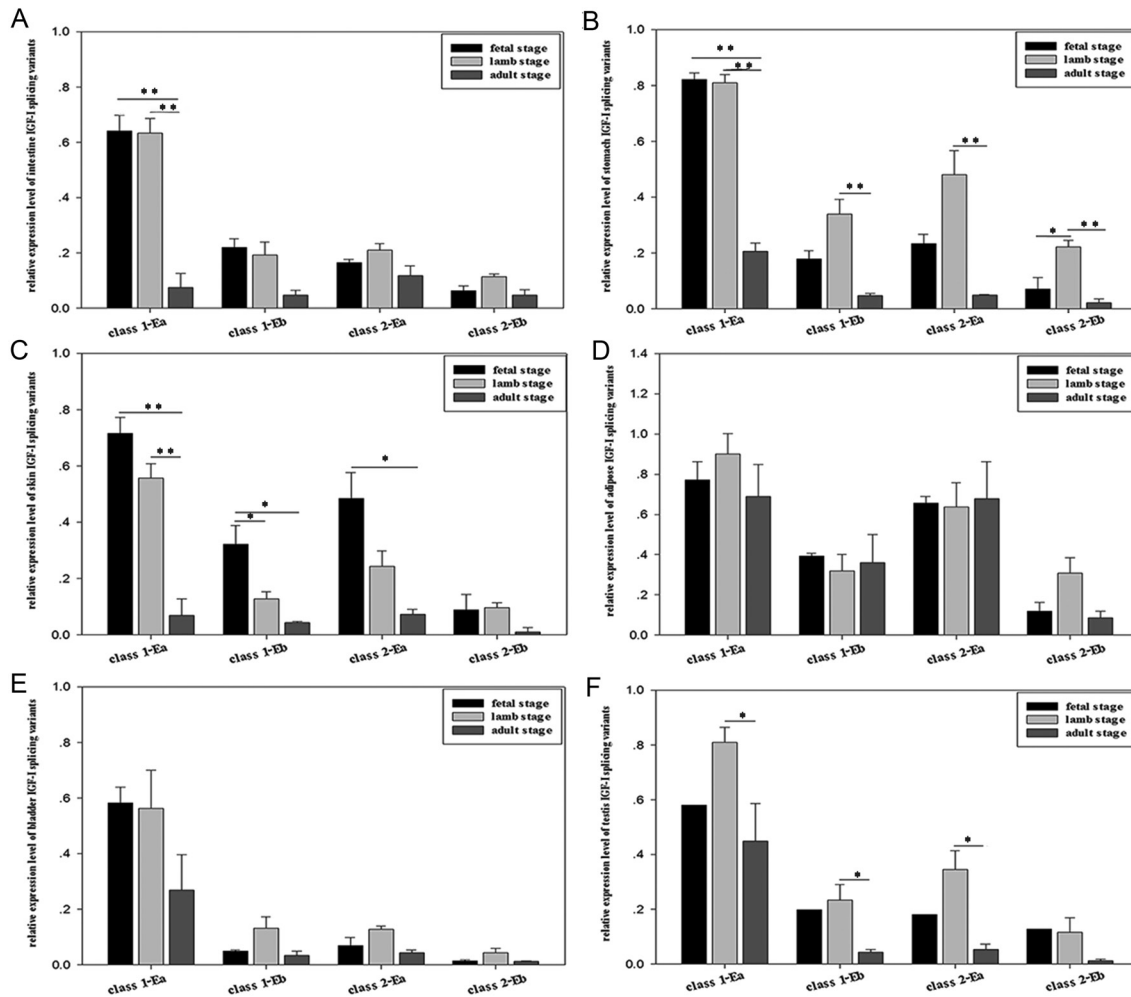 A
relative expression level of intestine IGF-I splicing variants
1.0
.8
.6
.4
.2
0.0
fetal stage
lamb stage
adult stage
**
**
class 1-Ea
class 1-Eb
class 2-Ea
class 2-Eb
B
relative expression level of stomach IGF-I splicing variants
1.0
.8
.6
.4
.2
0.0
fetal stage
lamb stage
adult stage
**
**
**
**
*
**
class 1-Ea
class 1-Eb
class 2-Ea
class 2-Eb
C
relative expression level of skin IGF-I splicing variants
1.0
.8
.6
.4
.2
0.0
fetal stage
lamb stage
adult stage
**
**
*
*
*
class 1-Ea
class 1-Eb
class 2-Ea
class 2-Eb
D
relative expression level of adipose IGF-I splicing variants
1.4
1.2
1.0
.8
.6
.4
.2
0.0
fetal stage
lamb stage
adult stage
class 1-Ea
class 1-Eb
class 2-Ea
class 2-Eb
E
relative expression level of bladder IGF-I splicing variants
1.0
.8
.6
.4
.2
0.0
fetal stage
lamb stage
adult stage
class 1-Ea
class 1-Eb
class 2-Ea
class 2-Eb
F
relative expression level of testis IGF-I splicing variants
1.0
.8
.6
.4
.2
0.0
fetal stage
lamb stage
adult stage
*
*
*
class 1-Ea
class 1-Eb
class 2-Ea
class 2-Eb